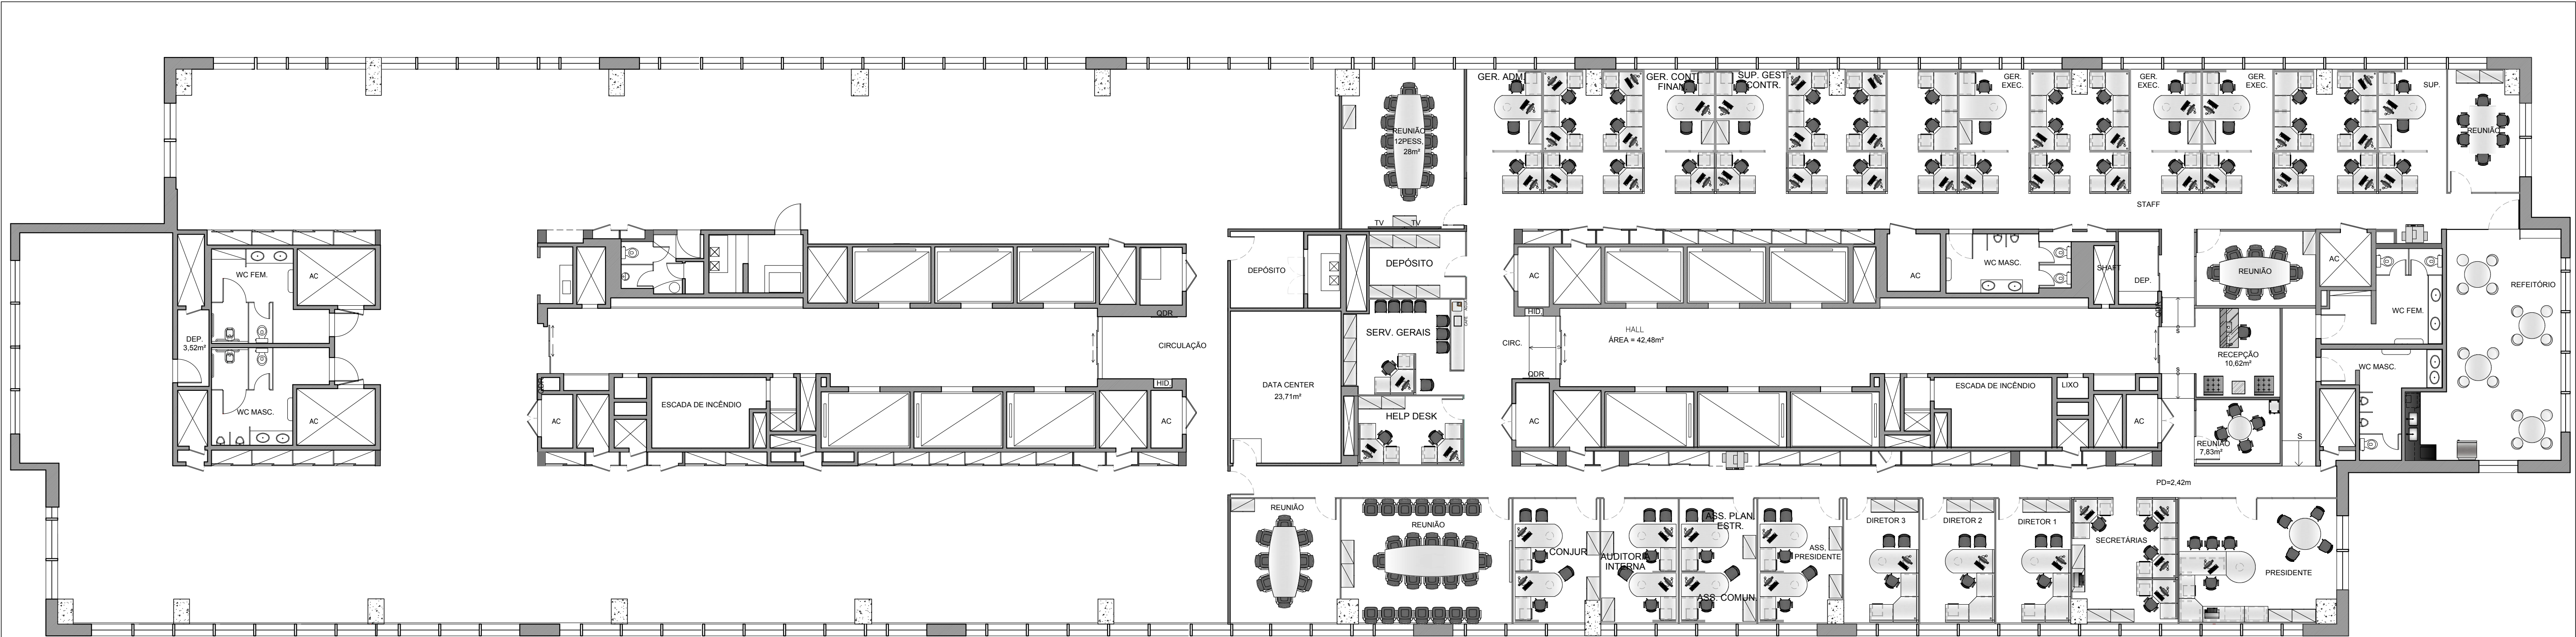 GER. ADM.
GER. CONT.
FINAN
SUP. GEST.
CONTR.
GER.
EXEC.
GER.
EXEC.
GER.
EXEC.
SUP.
REUNIÃO
12PESS,
28m²
REUNIÃO
STAFF
TV
TV
WC FEM.
AC
DEPÓSITO
DEPÓSITO
AC
AC
WC MASC.
SHAFT
DEP.
REUNIÃO
AC
REFEITÓRIO
WC FEM.
QDR
HID.
QDR
DEP.
3,52m²
CIRCULAÇÃO
SERV. GERAIS
CIRC.
S
HALL
ÁREA = 42,48m²
S
RECEPÇÃO
10,62m²
WC MASC.
S
QDR
HID.
QDR
DATA CENTER
23,71m²
ESCADA DE INCÊNDIO
ESCADA DE INCÊNDIO
LIXO
WC MASC.
AC
AC
AC
HELP DESK
AC
AC
REUNIÃO
7,83m²
S
PD=2,42m
REUNIÃO
REUNIÃO
CONJUR
AUDITORIA
INTERNA
ASS. PLAN.
ESTR.
ASS. COMUN.
ASS.
PRESIDENTE
DIRETOR 3
DIRETOR 2
DIRETOR 1
SECRETÁRIAS
PRESIDENTE